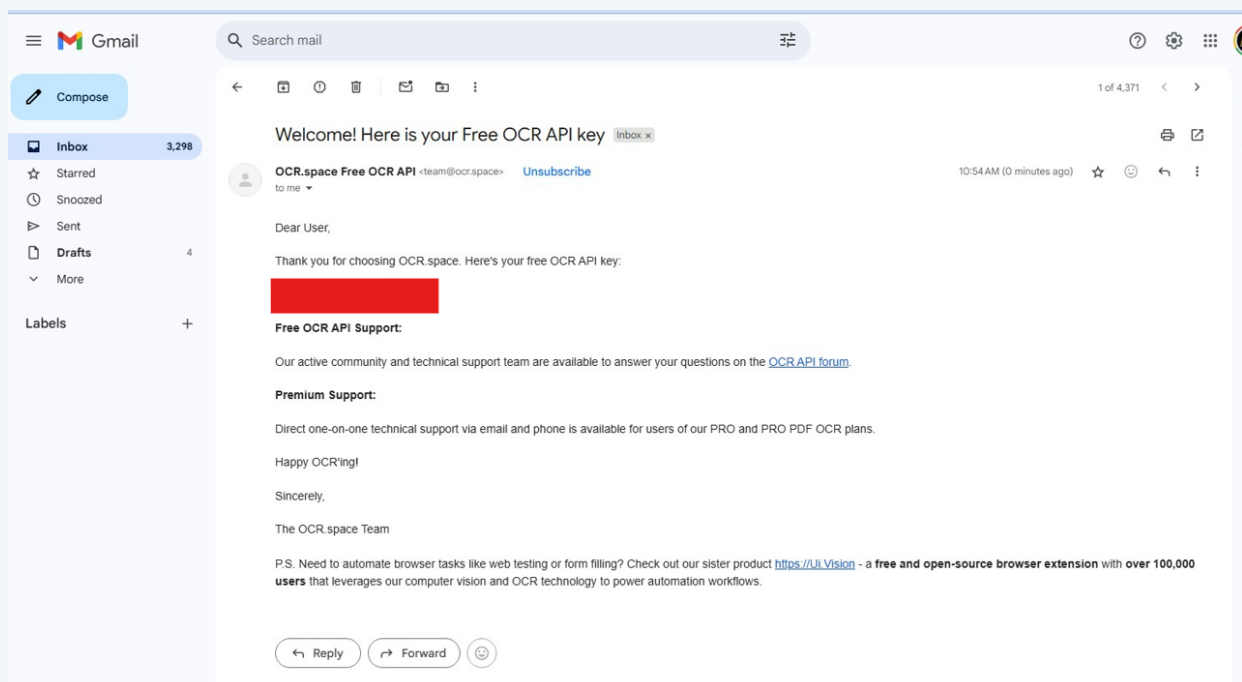 Gmail
Search mail
Compose
1 of 4,371
Inbox 3,298
Starred
Snoozed
Sent
Drafts 4
More
Labels +
Welcome! Here is your Free OCR API key Inbox x
OCR.space Free OCR API <team@ocr.space> Unsubscribe 10:54 AM (0 minutes ago)
to me
Dear User,
Thank you for choosing OCR.space. Here's your free OCR API key:
Free OCR API Support:
Our active community and technical support team are available to answer your questions on the OCR API forum.
Premium Support:
Direct one-on-one technical support via email and phone is available for users of our PRO and PRO PDF OCR plans.
Happy OCR'ing!
Sincerely,
The OCR.space Team
P.S. Need to automate browser tasks like web testing or form filling? Check out our sister product https://Ui.Vision - a free and open-source browser extension with over 100,000
users that leverages our computer vision and OCR technology to power automation workflows.
Reply Forward